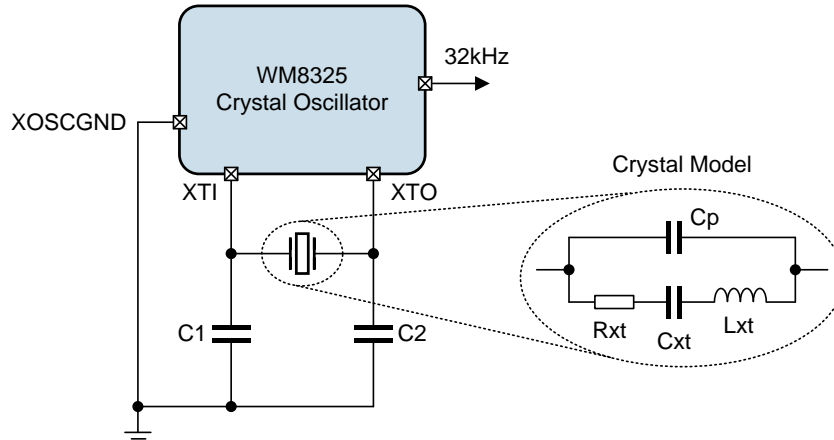 WM8325
Crystal Oscillator
32kHz
XOSCGND
XTI
XTO
Crystal Model
Cp
C1
C2
Rxt
Cxt
Lxt